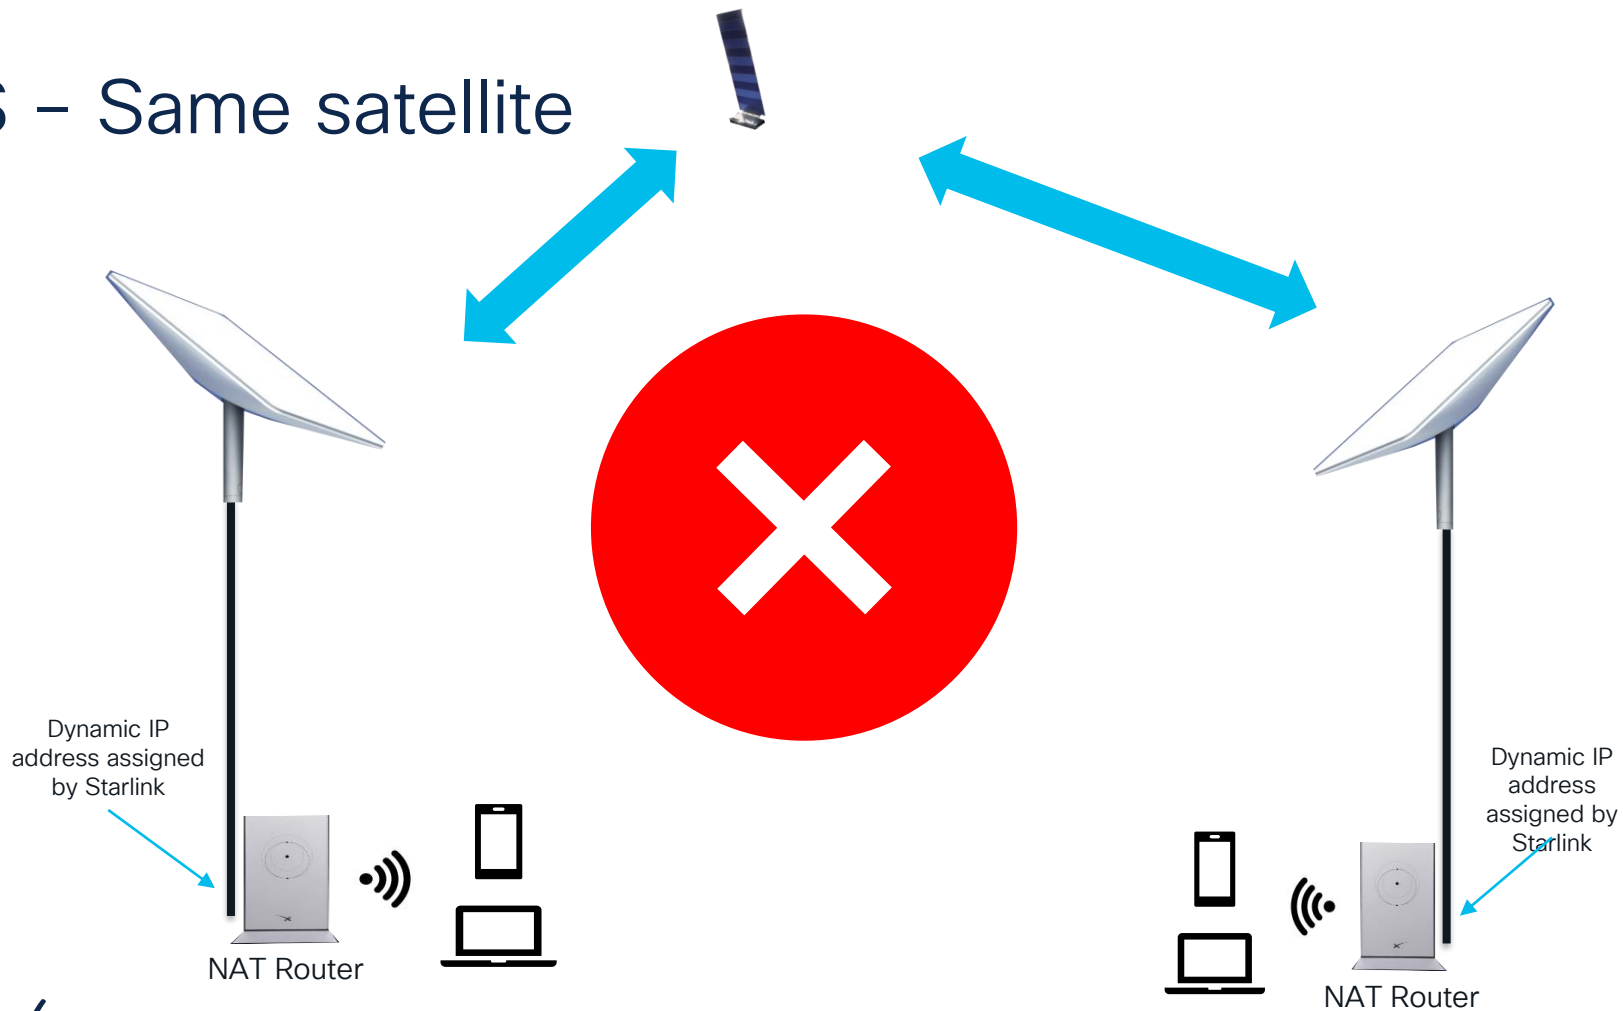 S – Same satellite
Dynamic IP
address assigned
by Starlink
Dynamic IP
address
assigned by
Starlink
NAT Router
NAT Router